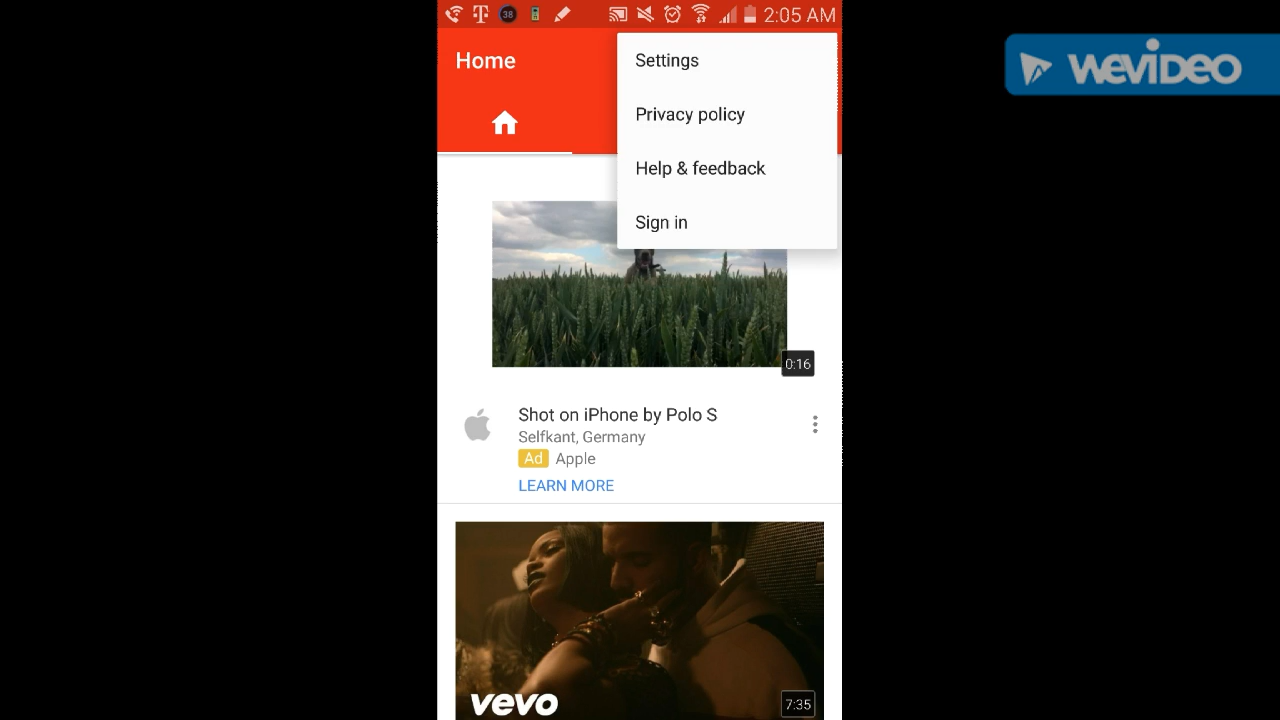 38
2:05 AM
WeViDEO
Home
Settings
Privacy policy
Help & feedback
Sign in
0:16
Shot on iPhone by Polo S
Selfkant, Germany
Ad Apple
LEARN MORE
vevo
7:35